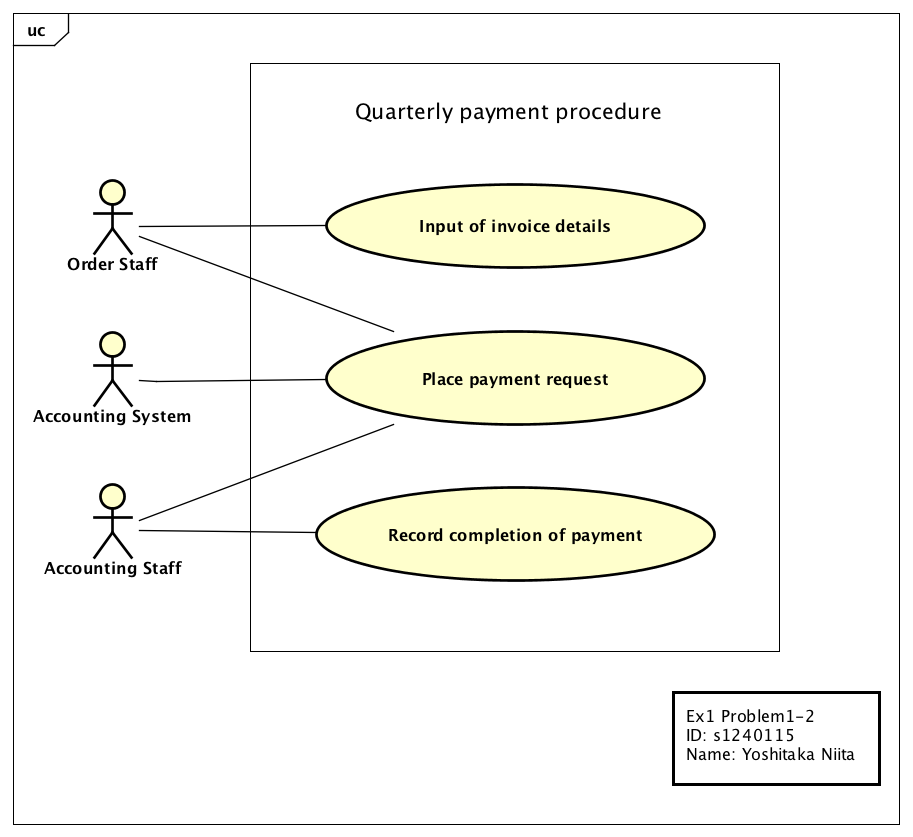 uc
Quarterly payment procedure
Input of invoice details
Order Staff
Place payment request
Accounting System
Record completion of payment
Accounting Staff
Ex1 Problem1-2
ID: s1240115
Name: Yoshitaka Niita